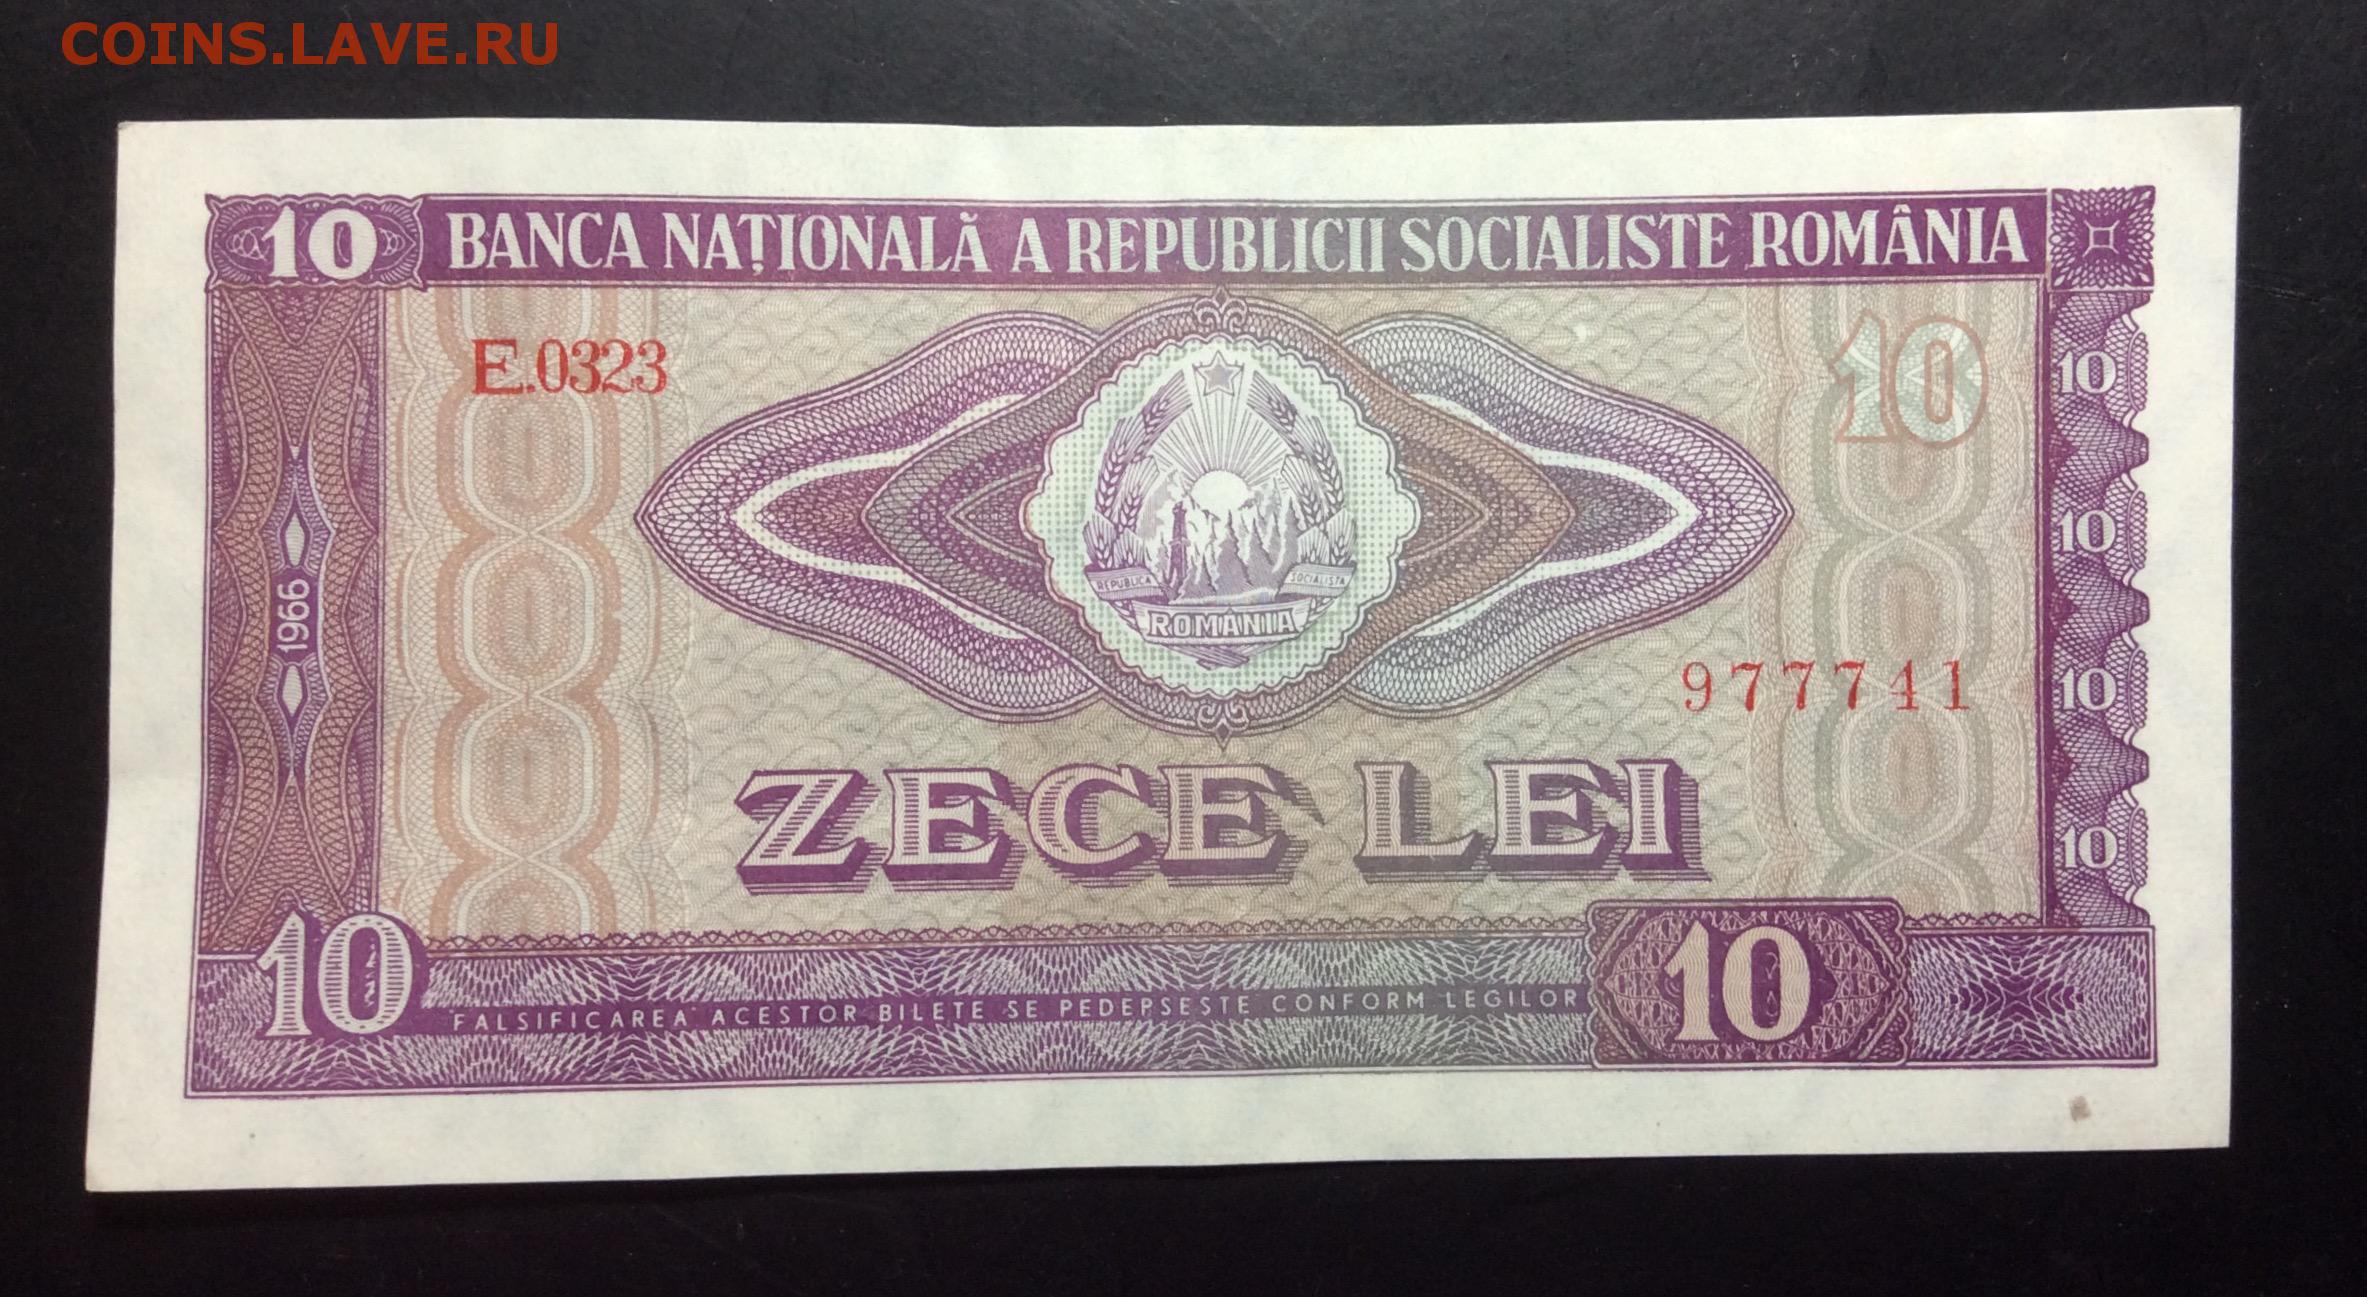 COINS.LAVE.RU
10 BANCA NAȚIONALĂ A REPUBLICII SOCIALISTE ROMÂNIA
E.0323
10
10
10
1966
REPUBLICA SOCIALISTA
ROMANIA
977741
10
ZECE LEI
10
10
10
FALSIFICAREA ACESTOR BILETE SE PEDEPSESTE CONFORM LEGILOR